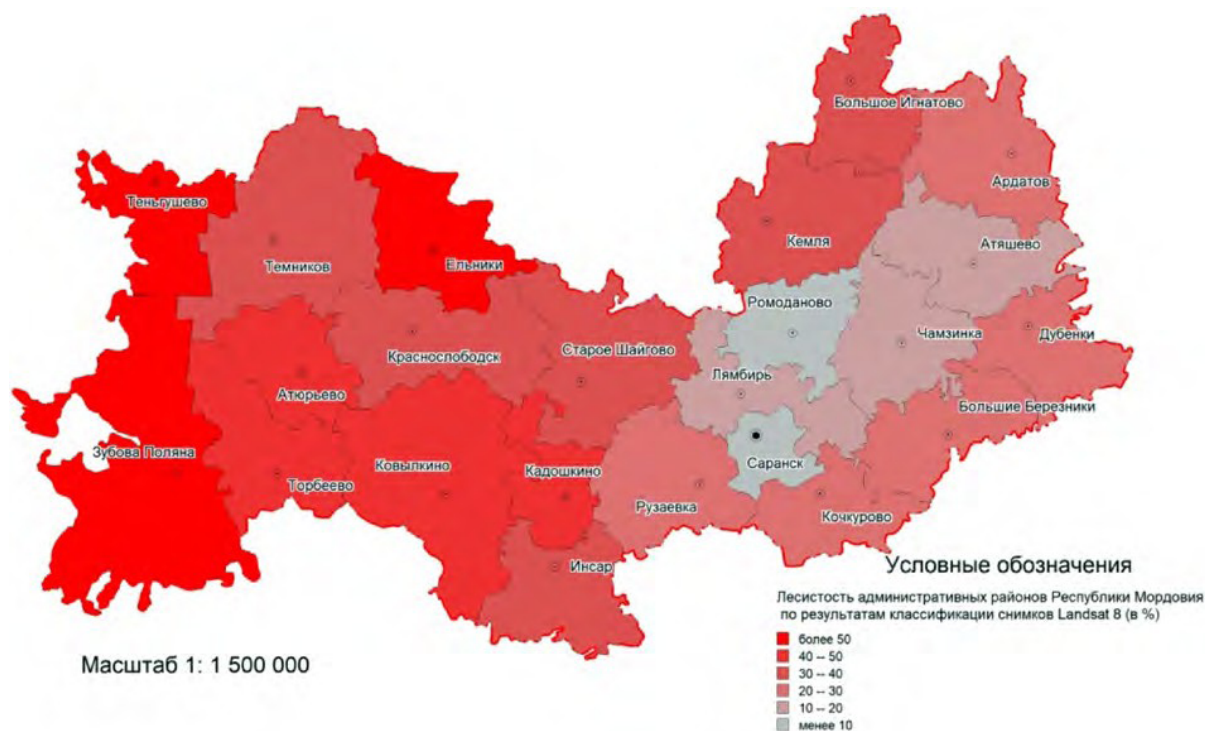 Большое Игнатово
Ардатов
Теньгушево
Кемля
Атяшево
Ельники
Темников
Ромоданово
Чамзинка
Дубенки
Краснослободск
Старое Шайгово
Атюрьево
Лямбирь
Большие Березники
Зубова Поляна
Ковылкино
Кадошкино
Саранск
Торбеево
Рузаевка
Кочкурово
Инсар
Условные обозначения
Лесистость административных районов Республики Мордовия
по результатам классификации снимков Landsat 8 (в %)
более 50
40 -- 50
30 -- 40
20 -- 30
10 -- 20
менее 10
Масштаб 1: 1 500 000